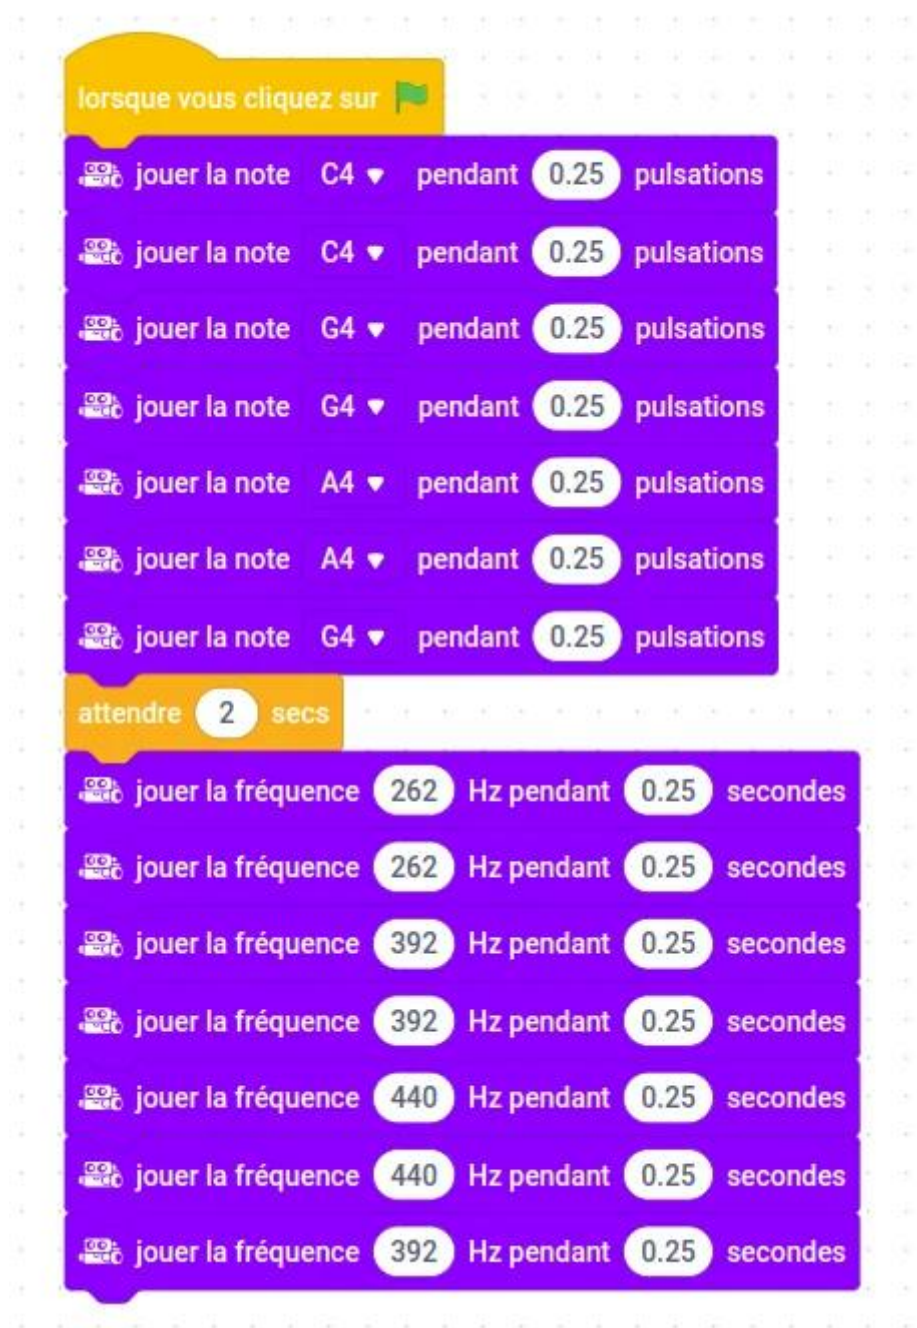 lorsque vous cliquez sur
jouer la note C4 pendant 0.25 pulsations
jouer la note C4 pendant 0.25 pulsations
jouer la note G4 pendant 0.25 pulsations
jouer la note G4 pendant 0.25 pulsations
jouer la note A4 pendant 0.25 pulsations
jouer la note A4 pendant 0.25 pulsations
jouer la note G4 pendant 0.25 pulsations
attendre 2 secs
jouer la fréquence 262 Hz pendant 0.25 secondes
jouer la fréquence 262 Hz pendant 0.25 secondes
jouer la fréquence 392 Hz pendant 0.25 secondes
jouer la fréquence 392 Hz pendant 0.25 secondes
jouer la fréquence 440 Hz pendant 0.25 secondes
jouer la fréquence 440 Hz pendant 0.25 secondes
jouer la fréquence 392 Hz pendant 0.25 secondes